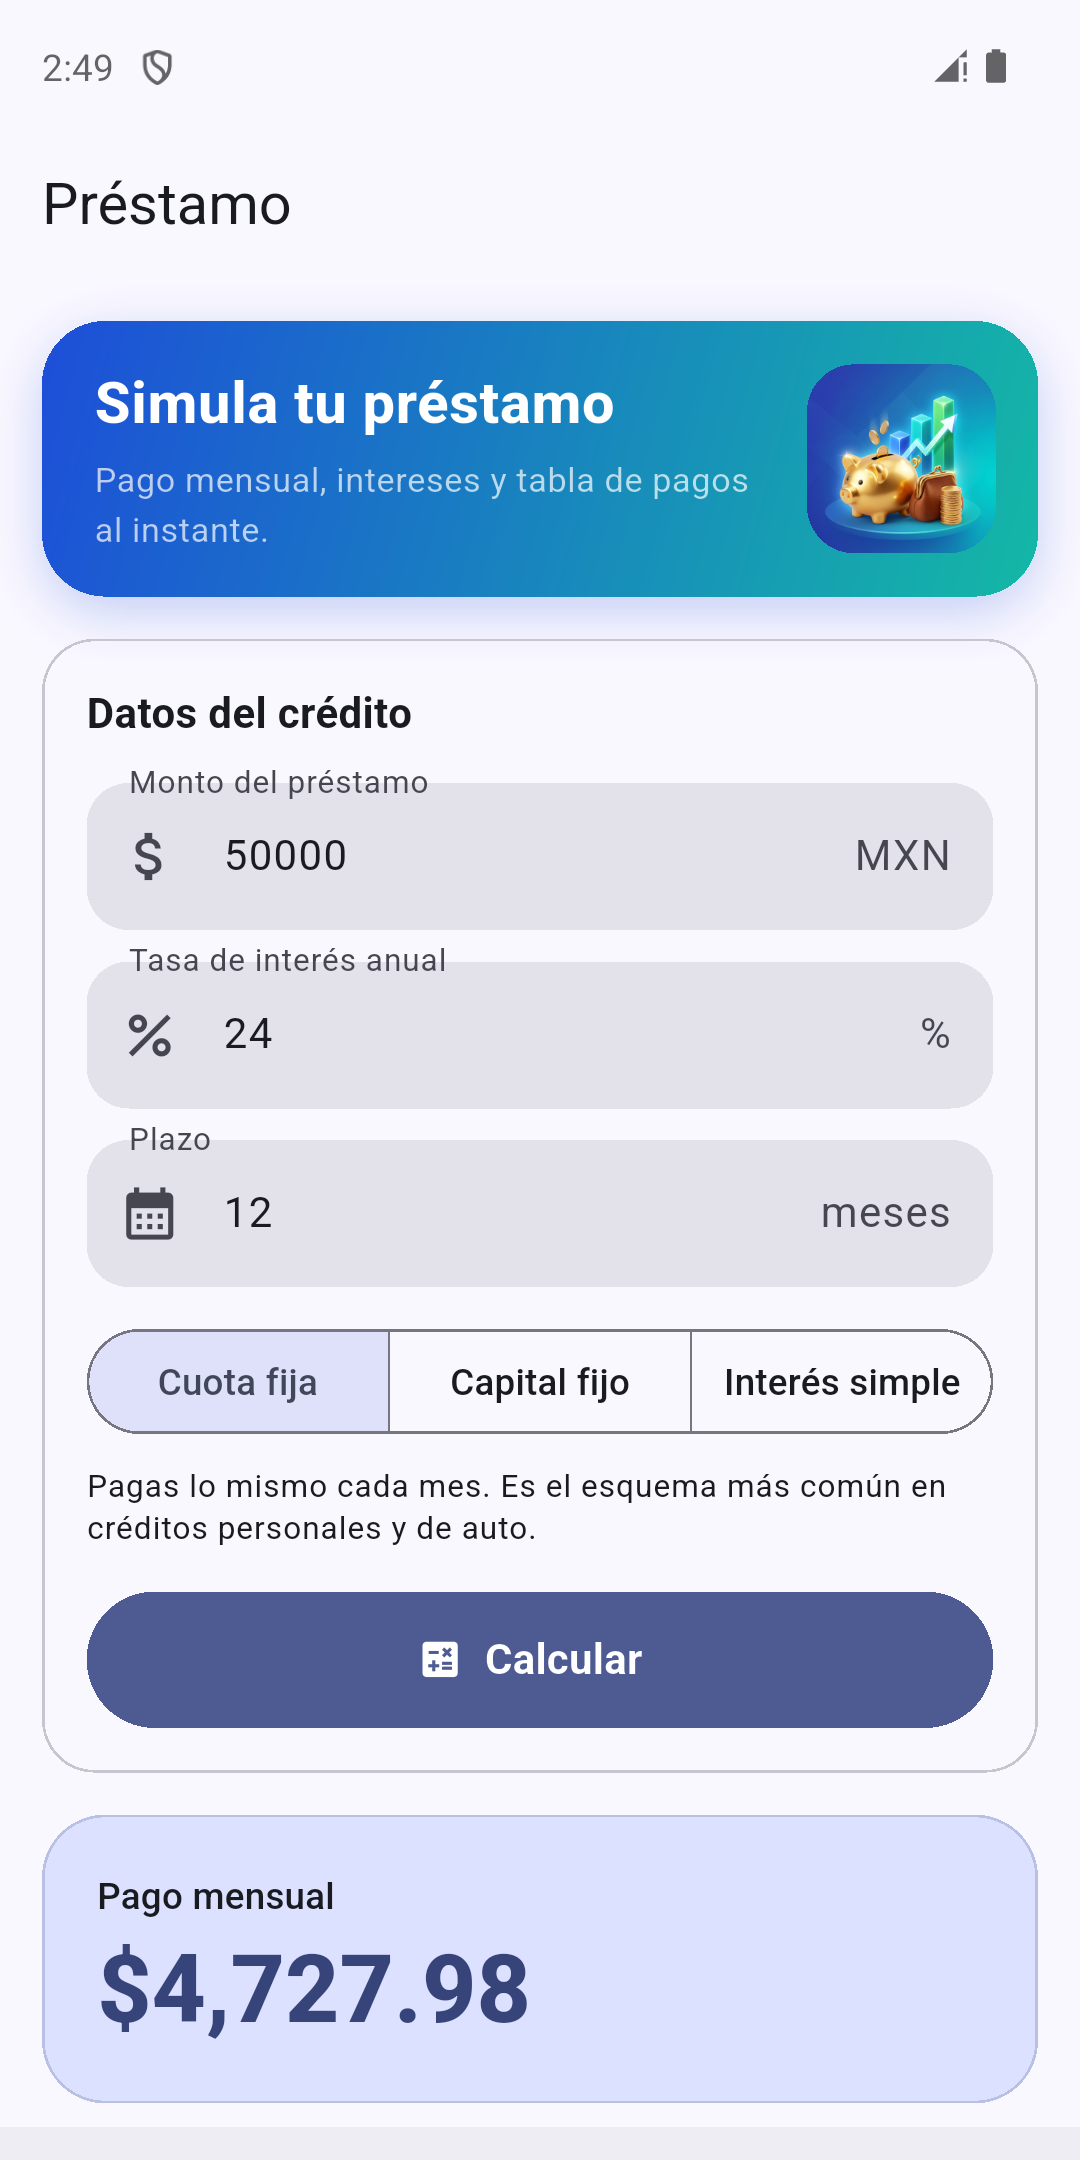 2:49
Préstamo
Simula tu préstamo
Pago mensual, intereses y tabla de pagos
al instante.
Datos del crédito
Monto del préstamo
$ 50000 MXN
Tasa de interés anual
% 24 %
Plazo
12 meses
Cuota fija Capital fijo Interés simple
Pagas lo mismo cada mes. Es el esquema más común en
créditos personales y de auto.
Calcular
Pago mensual
$4,727.98